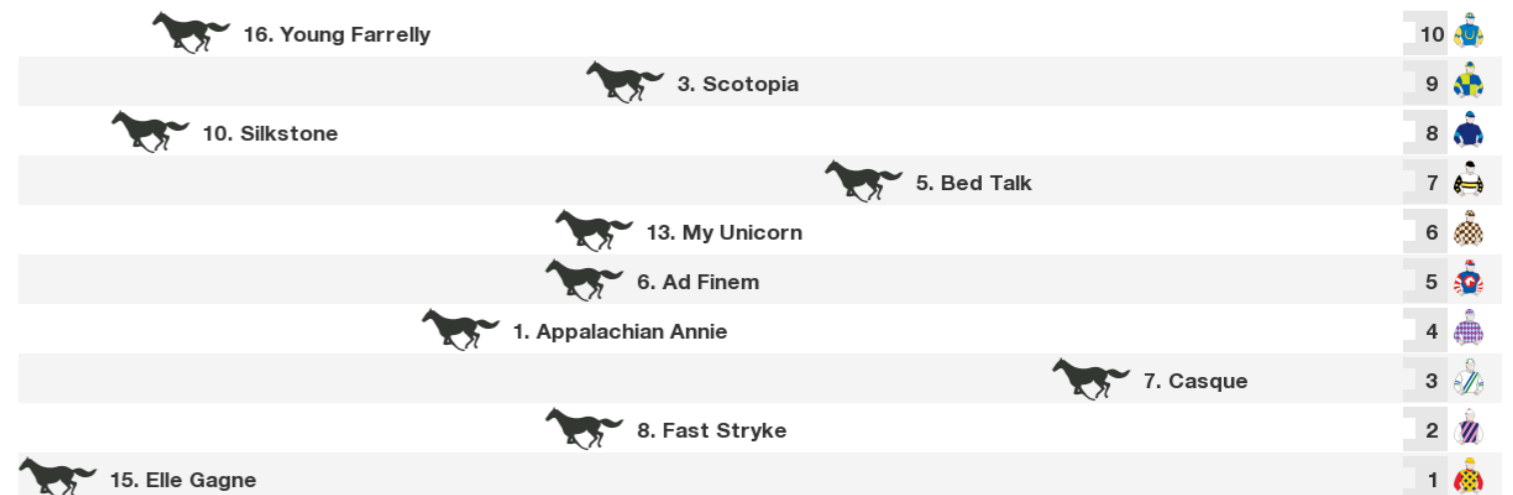 16. Young Farrelly 10
3. Scotopia 9
10. Silkstone 8
5. Bed Talk 7
13. My Unicorn 6
6. Ad Finem 5
1. Appalachian Annie 4
7. Casque 3
8. Fast Stryke 2
15. Elle Gagne 1